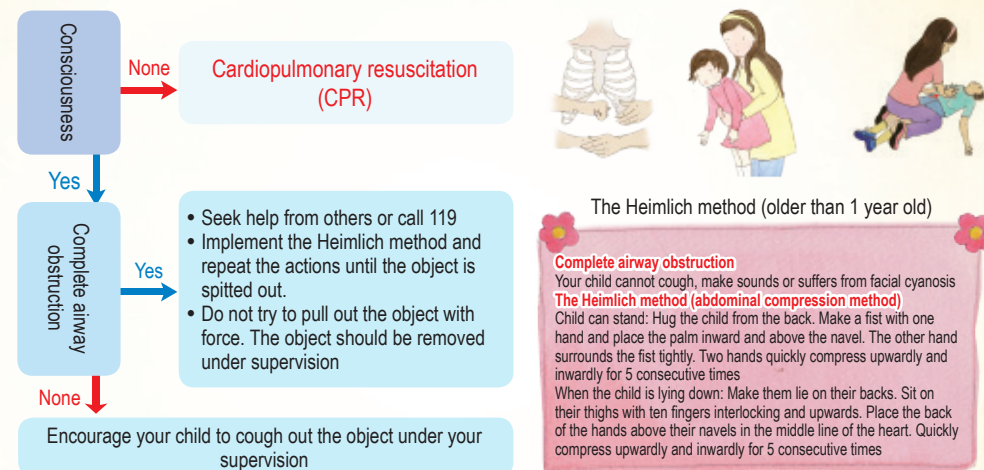 Consciousness
None
Cardiopulmonary resuscitation
(CPR)
Yes
Complete airway
obstruction
Yes
• Seek help from others or call 119
• Implement the Heimlich method and
repeat the actions until the object is
spitted out.
• Do not try to pull out the object with
force. The object should be removed
under supervision
None
Encourage your child to cough out the object under your
supervision
The Heimlich method (older than 1 year old)
Complete airway obstruction
Your child cannot cough, make sounds or suffers from facial cyanosis
The Heimlich method (abdominal compression method)
Child can stand: Hug the child from the back. Make a fist with one
hand and place the palm inward and above the navel. The other hand
surrounds the fist tightly. Two hands quickly compress upwardly and
inwardly for 5 consecutive times
When the child is lying down: Make them lie on their backs. Sit on
their thighs with ten fingers interlocking and upwards. Place the back
of the hands above their navels in the middle line of the heart. Quickly
compress upwardly and inwardly for 5 consecutive times